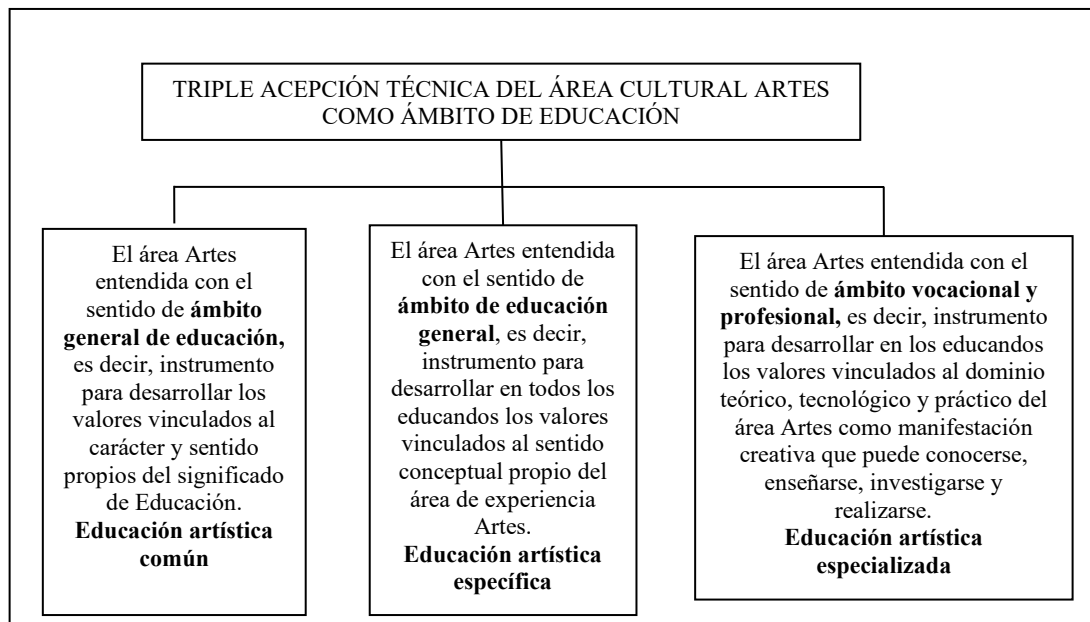 TRIPLE ACEPCIÓN TÉCNICA DEL ÁREA CULTURAL ARTES
COMO ÁMBITO DE EDUCACIÓN
El área Artes
entendida con el
sentido de ámbito
general de educación,
es decir, instrumento
para desarrollar los
valores vinculados al
carácter y sentido
propios del significado
de Educación.
Educación artística
común
El área Artes entendida
con el sentido de
ámbito de educación
general, es decir,
instrumento para
desarrollar en todos los
educandos los valores
vinculados al sentido
conceptual propio del
área de experiencia
Artes.
Educación artística
específica
El área Artes entendida con el
sentido de ámbito vocacional y
profesional, es decir, instrumento
para desarrollar en los educandos
los valores vinculados al dominio
teórico, tecnológico y práctico del
área Artes como manifestación
creativa que puede conocerse,
enseñarse, investigarse y
realizarse.
Educación artística
especializada